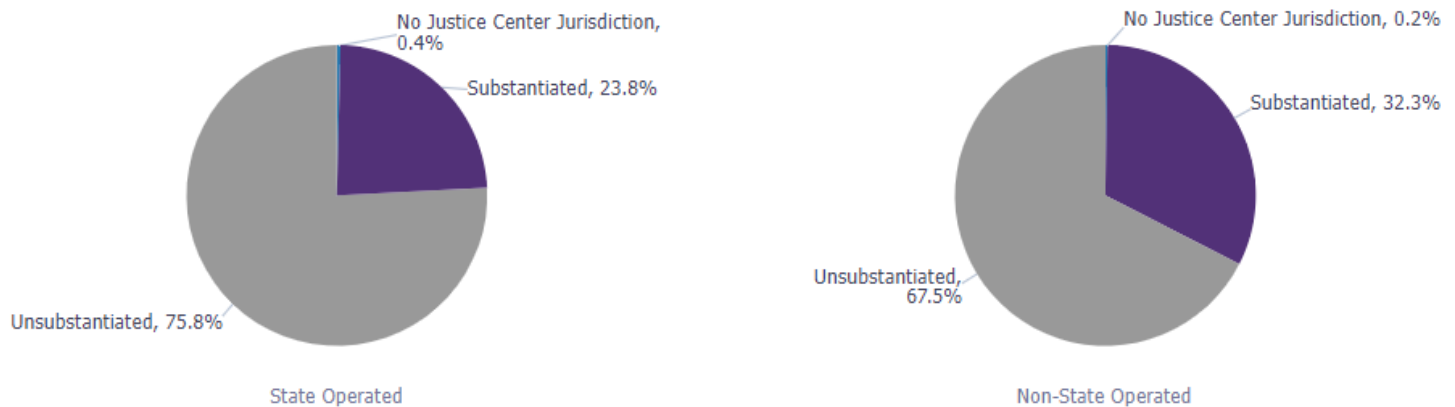 No Justice Center Jurisdiction,
0.4%
Substantiated, 23.8%
Unsubstantiated, 75.8%
State Operated
No Justice Center Jurisdiction, 0.2%
Substantiated, 32.3%
Unsubstantiated,
67.5%
Non-State Operated